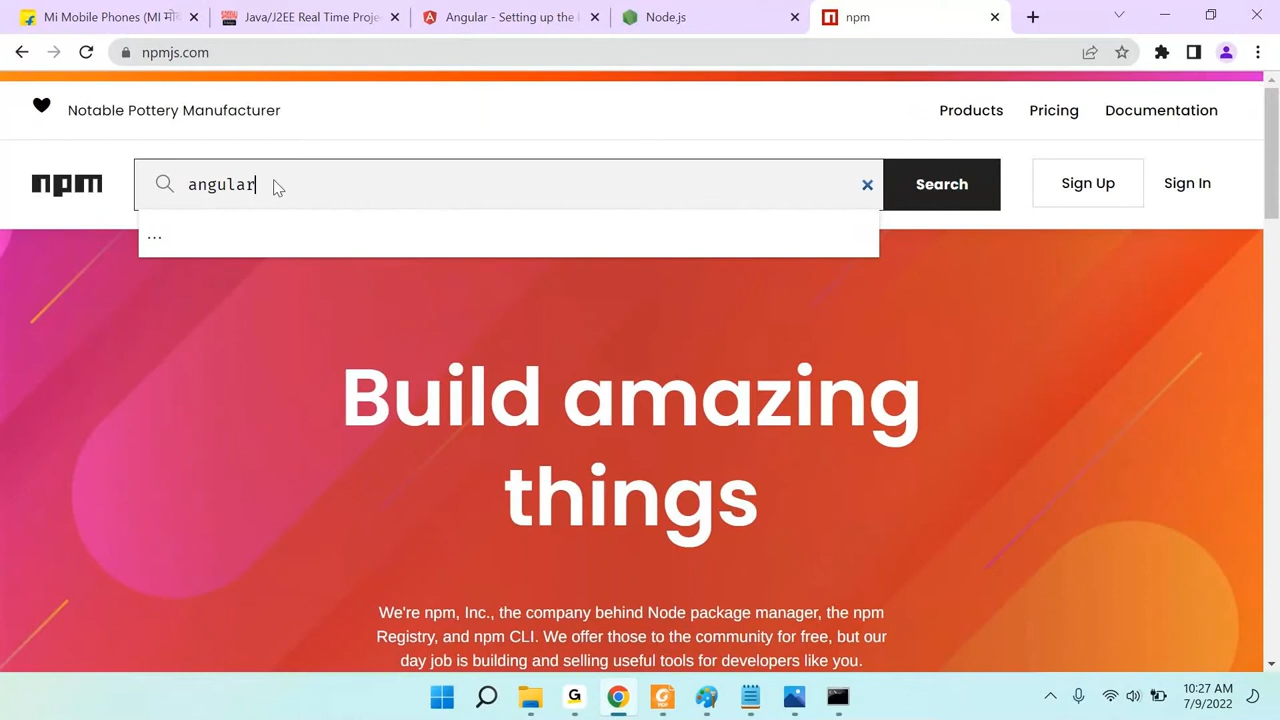 Mi Mobile Phones (MI मो
Java/J2EE Real Time Proje
Angular - Setting up the
Node.js
npm
npmjs.com
Notable Pottery Manufacturer
Products
Pricing
Documentation
npm
angular
Search
Sign Up
Sign In
...
Build amazing
things
We're npm, Inc., the company behind Node package manager, the npm
Registry, and npm CLI. We offer those to the community for free, but our
day job is building and selling useful tools for developers like you.
10:27 AM
7/9/2022